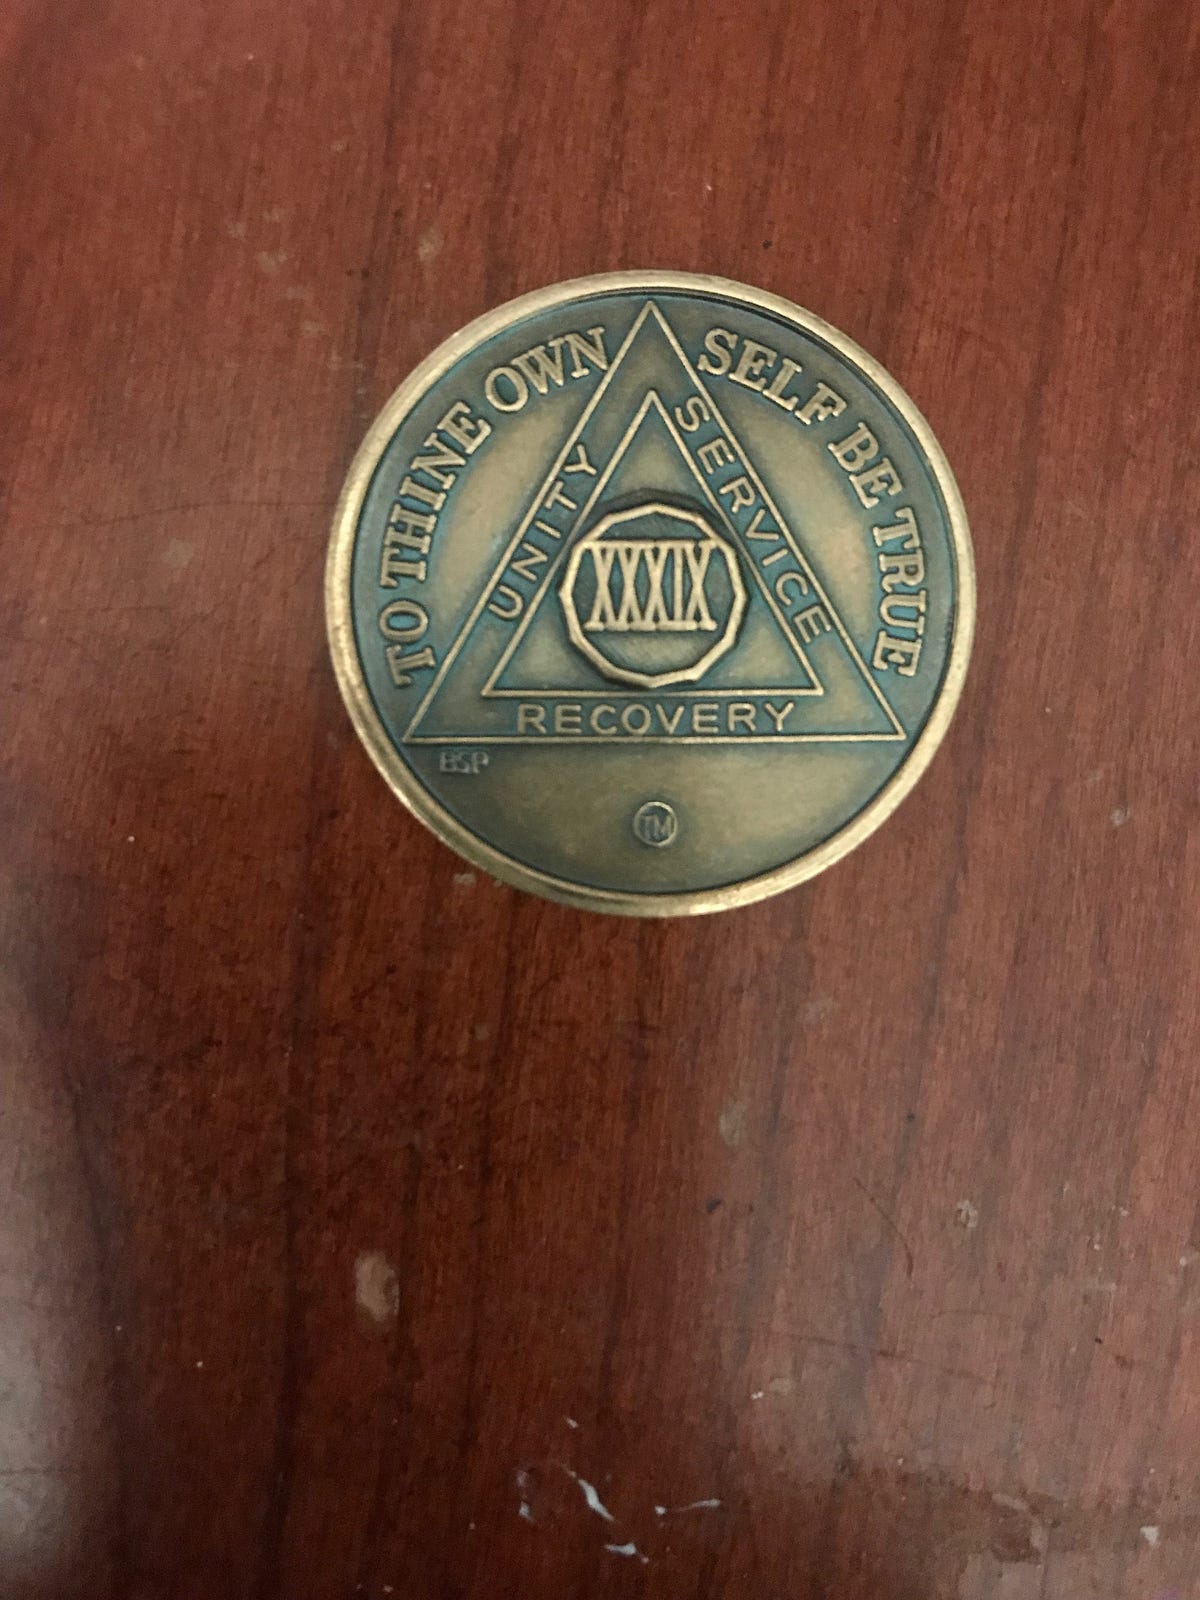 TO THINE OWN SELF BE TRUE
UNITY
SERVICE
XXXIX
RECOVERY
BSP
TM